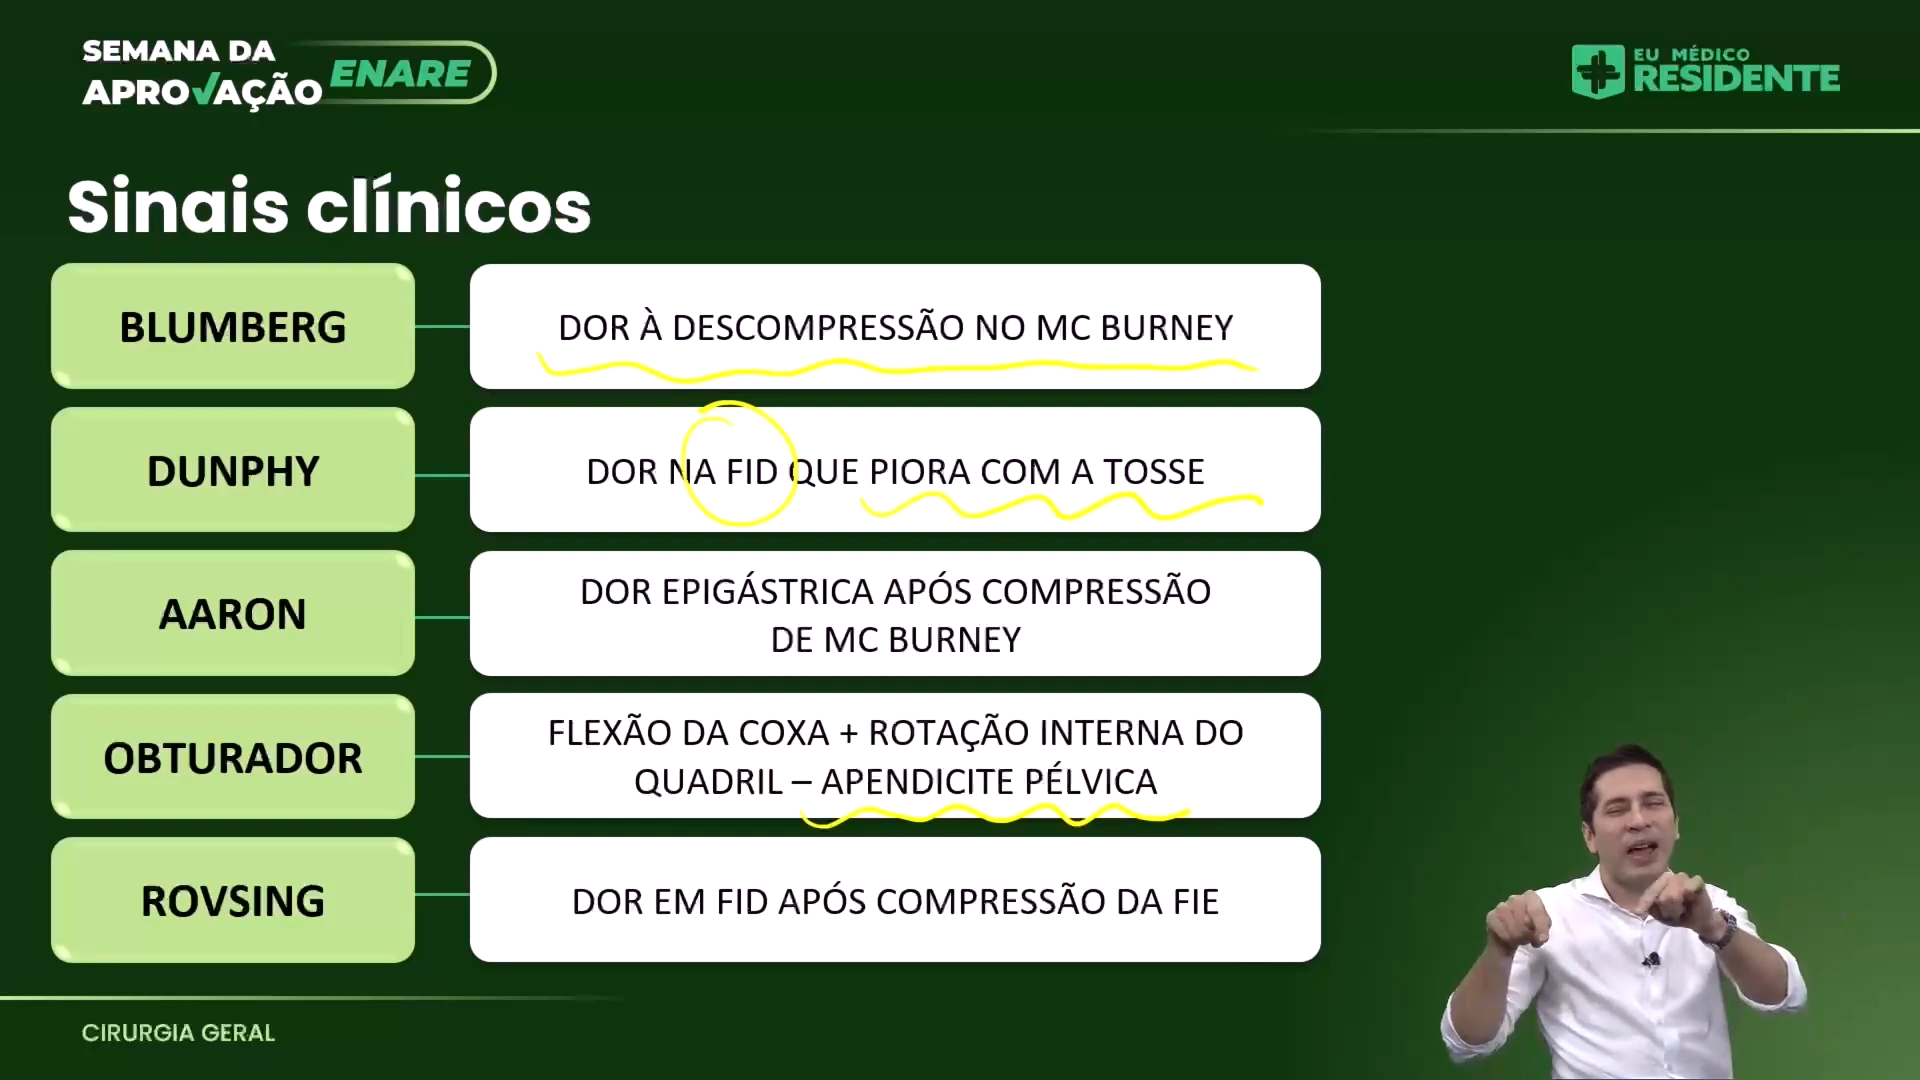 SEMANA DA
APROVAÇÃO ENARE
EU MÉDICO
RESIDENTE
Sinais clínicos
BLUMBERG
DOR À DESCOMPRESSÃO NO MC BURNEY
DUNPHY
DOR NA FID QUE PIORA COM A TOSSE
AARON
DOR EPIGÁSTRICA APÓS COMPRESSÃO
DE MC BURNEY
OBTURADOR
FLEXÃO DA COXA + ROTAÇÃO INTERNA DO
QUADRIL – APENDICITE PÉLVICA
ROVSING
DOR EM FID APÓS COMPRESSÃO DA FIE
CIRURGIA GERAL